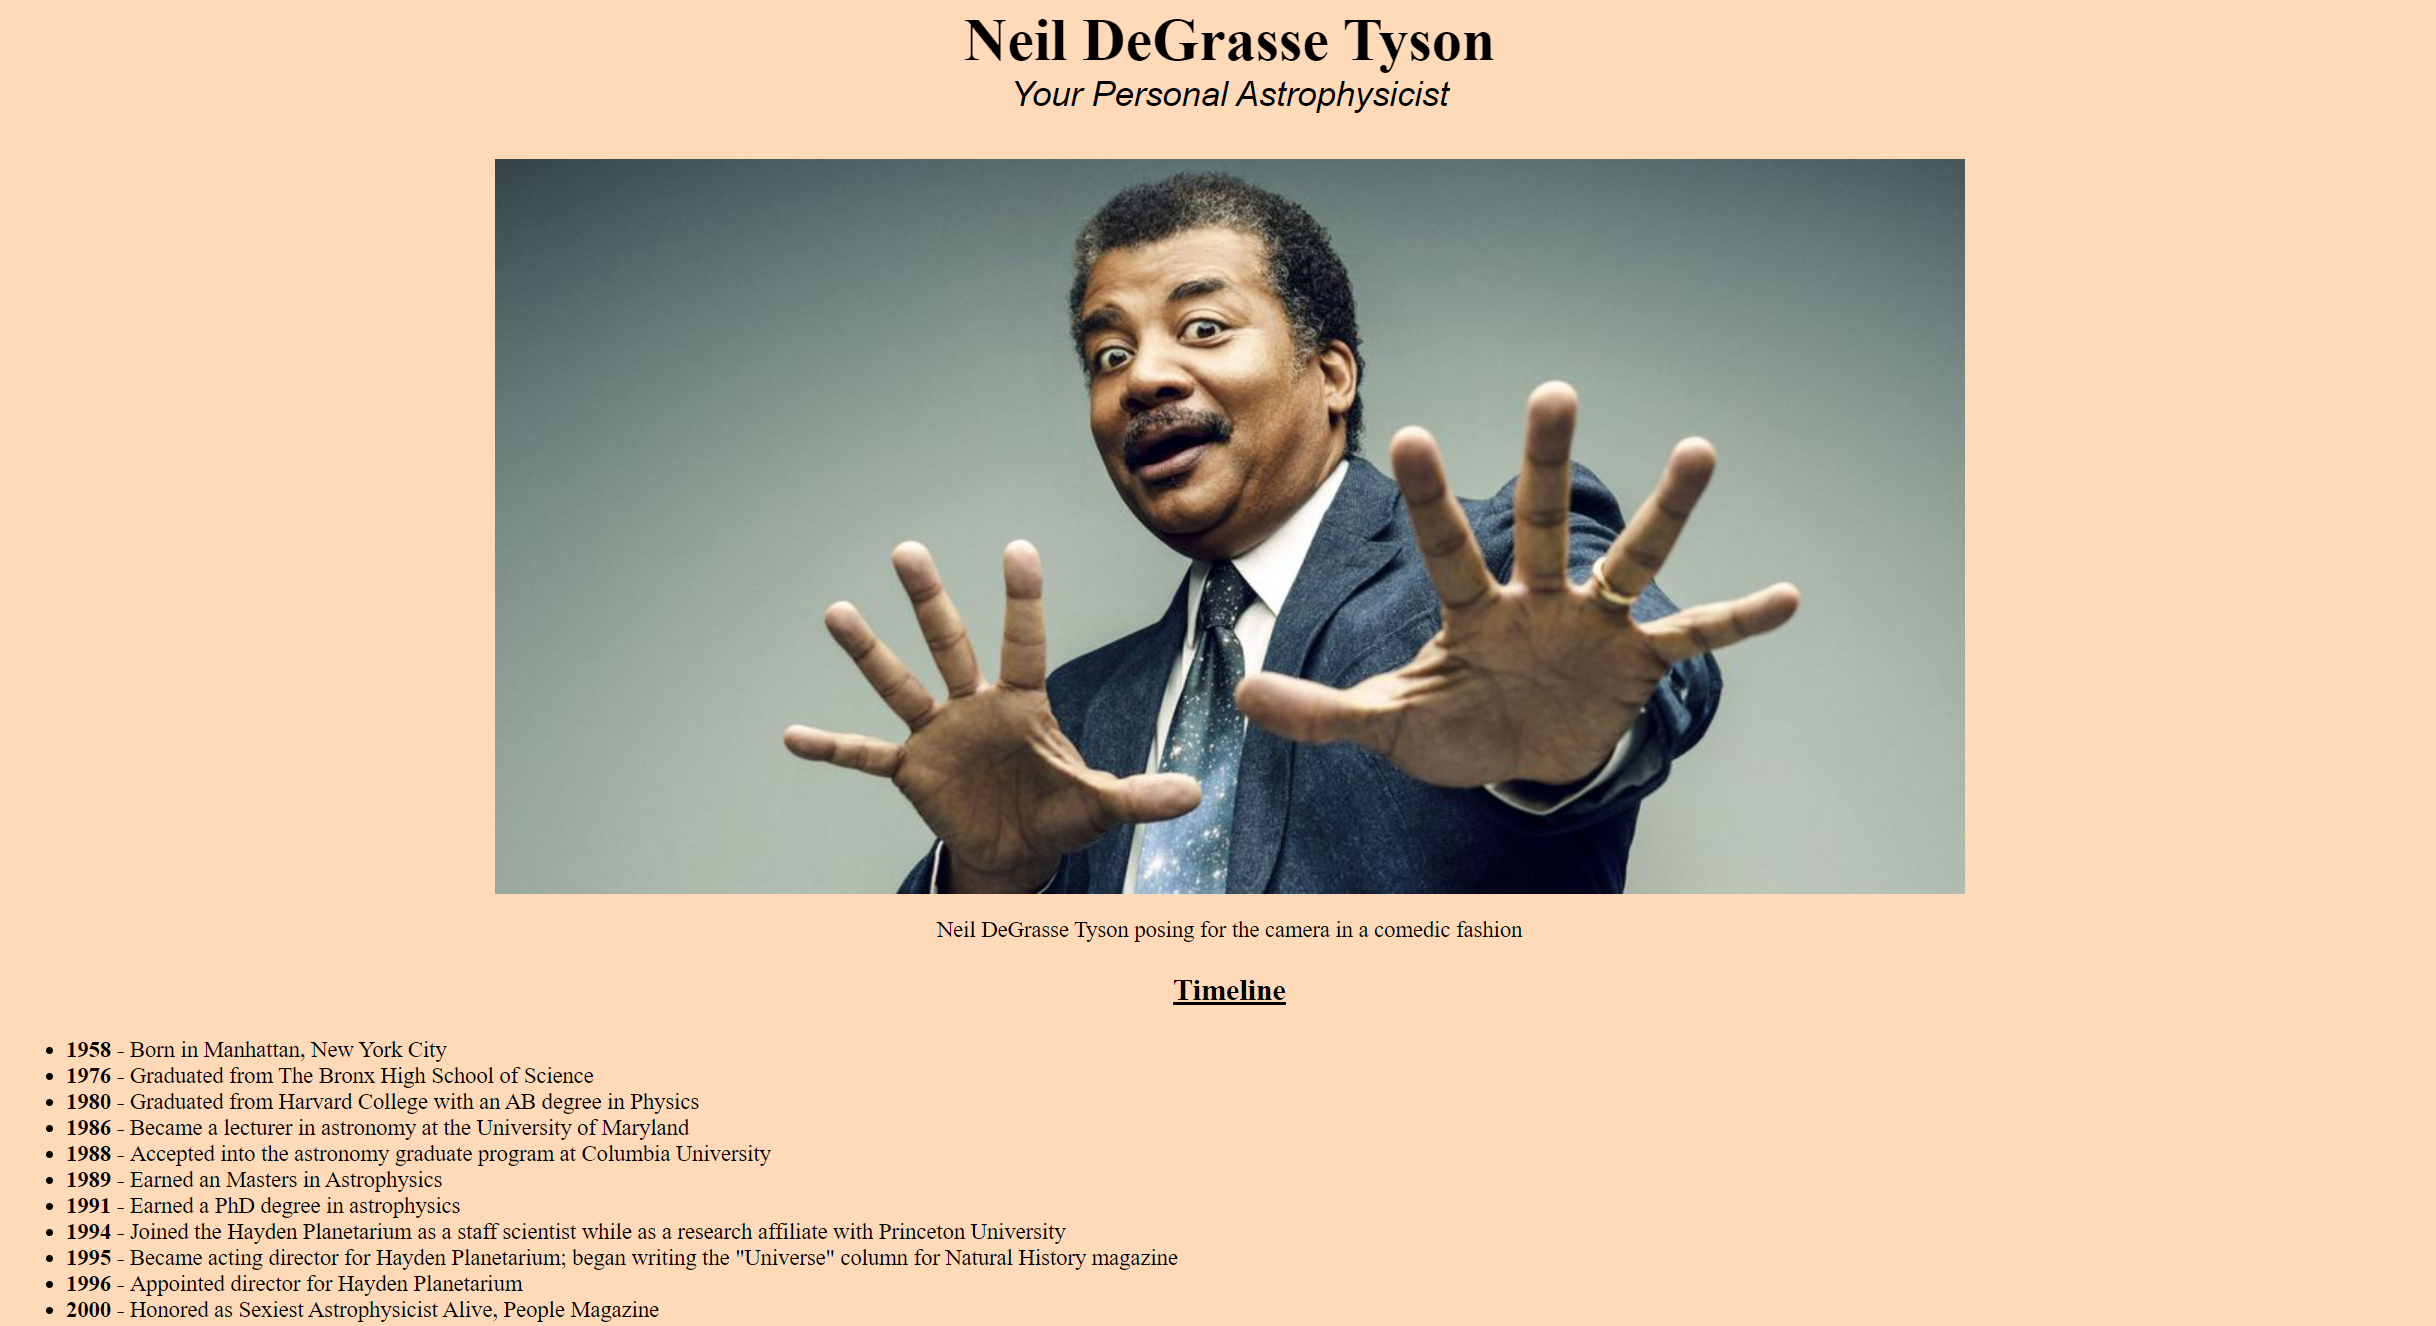 Neil DeGrasse Tyson
Your Personal Astrophysicist
Neil DeGrasse Tyson posing for the camera in a comedic fashion
Timeline
• 1958 - Born in Manhattan, New York City
• 1976 - Graduated from The Bronx High School of Science
• 1980 - Graduated from Harvard College with an AB degree in Physics
• 1986 - Became a lecturer in astronomy at the University of Maryland
• 1988 - Accepted into the astronomy graduate program at Columbia University
• 1989 - Earned an Masters in Astrophysics
• 1991 - Earned a PhD degree in astrophysics
• 1994 - Joined the Hayden Planetarium as a staff scientist while as a research affiliate with Princeton University
• 1995 - Became acting director for Hayden Planetarium; began writing the "Universe" column for Natural History magazine
• 1996 - Appointed director for Hayden Planetarium
• 2000 - Honored as Sexiest Astrophysicist Alive, People Magazine